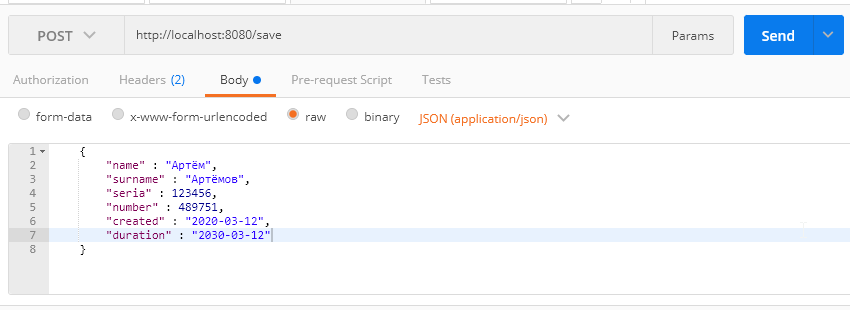 POST http://localhost:8080/save Params Send
Authorization Headers (2) Body Pre-request Script Tests
form-data x-www-form-urlencoded raw binary JSON (application/json)
1 {
2 "name" : "Артём",
3 "surname" : "Артёмов",
4 "seria" : 123456,
5 "number" : 489751,
6 "created" : "2020-03-12",
7 "duration" : "2030-03-12"
8 }